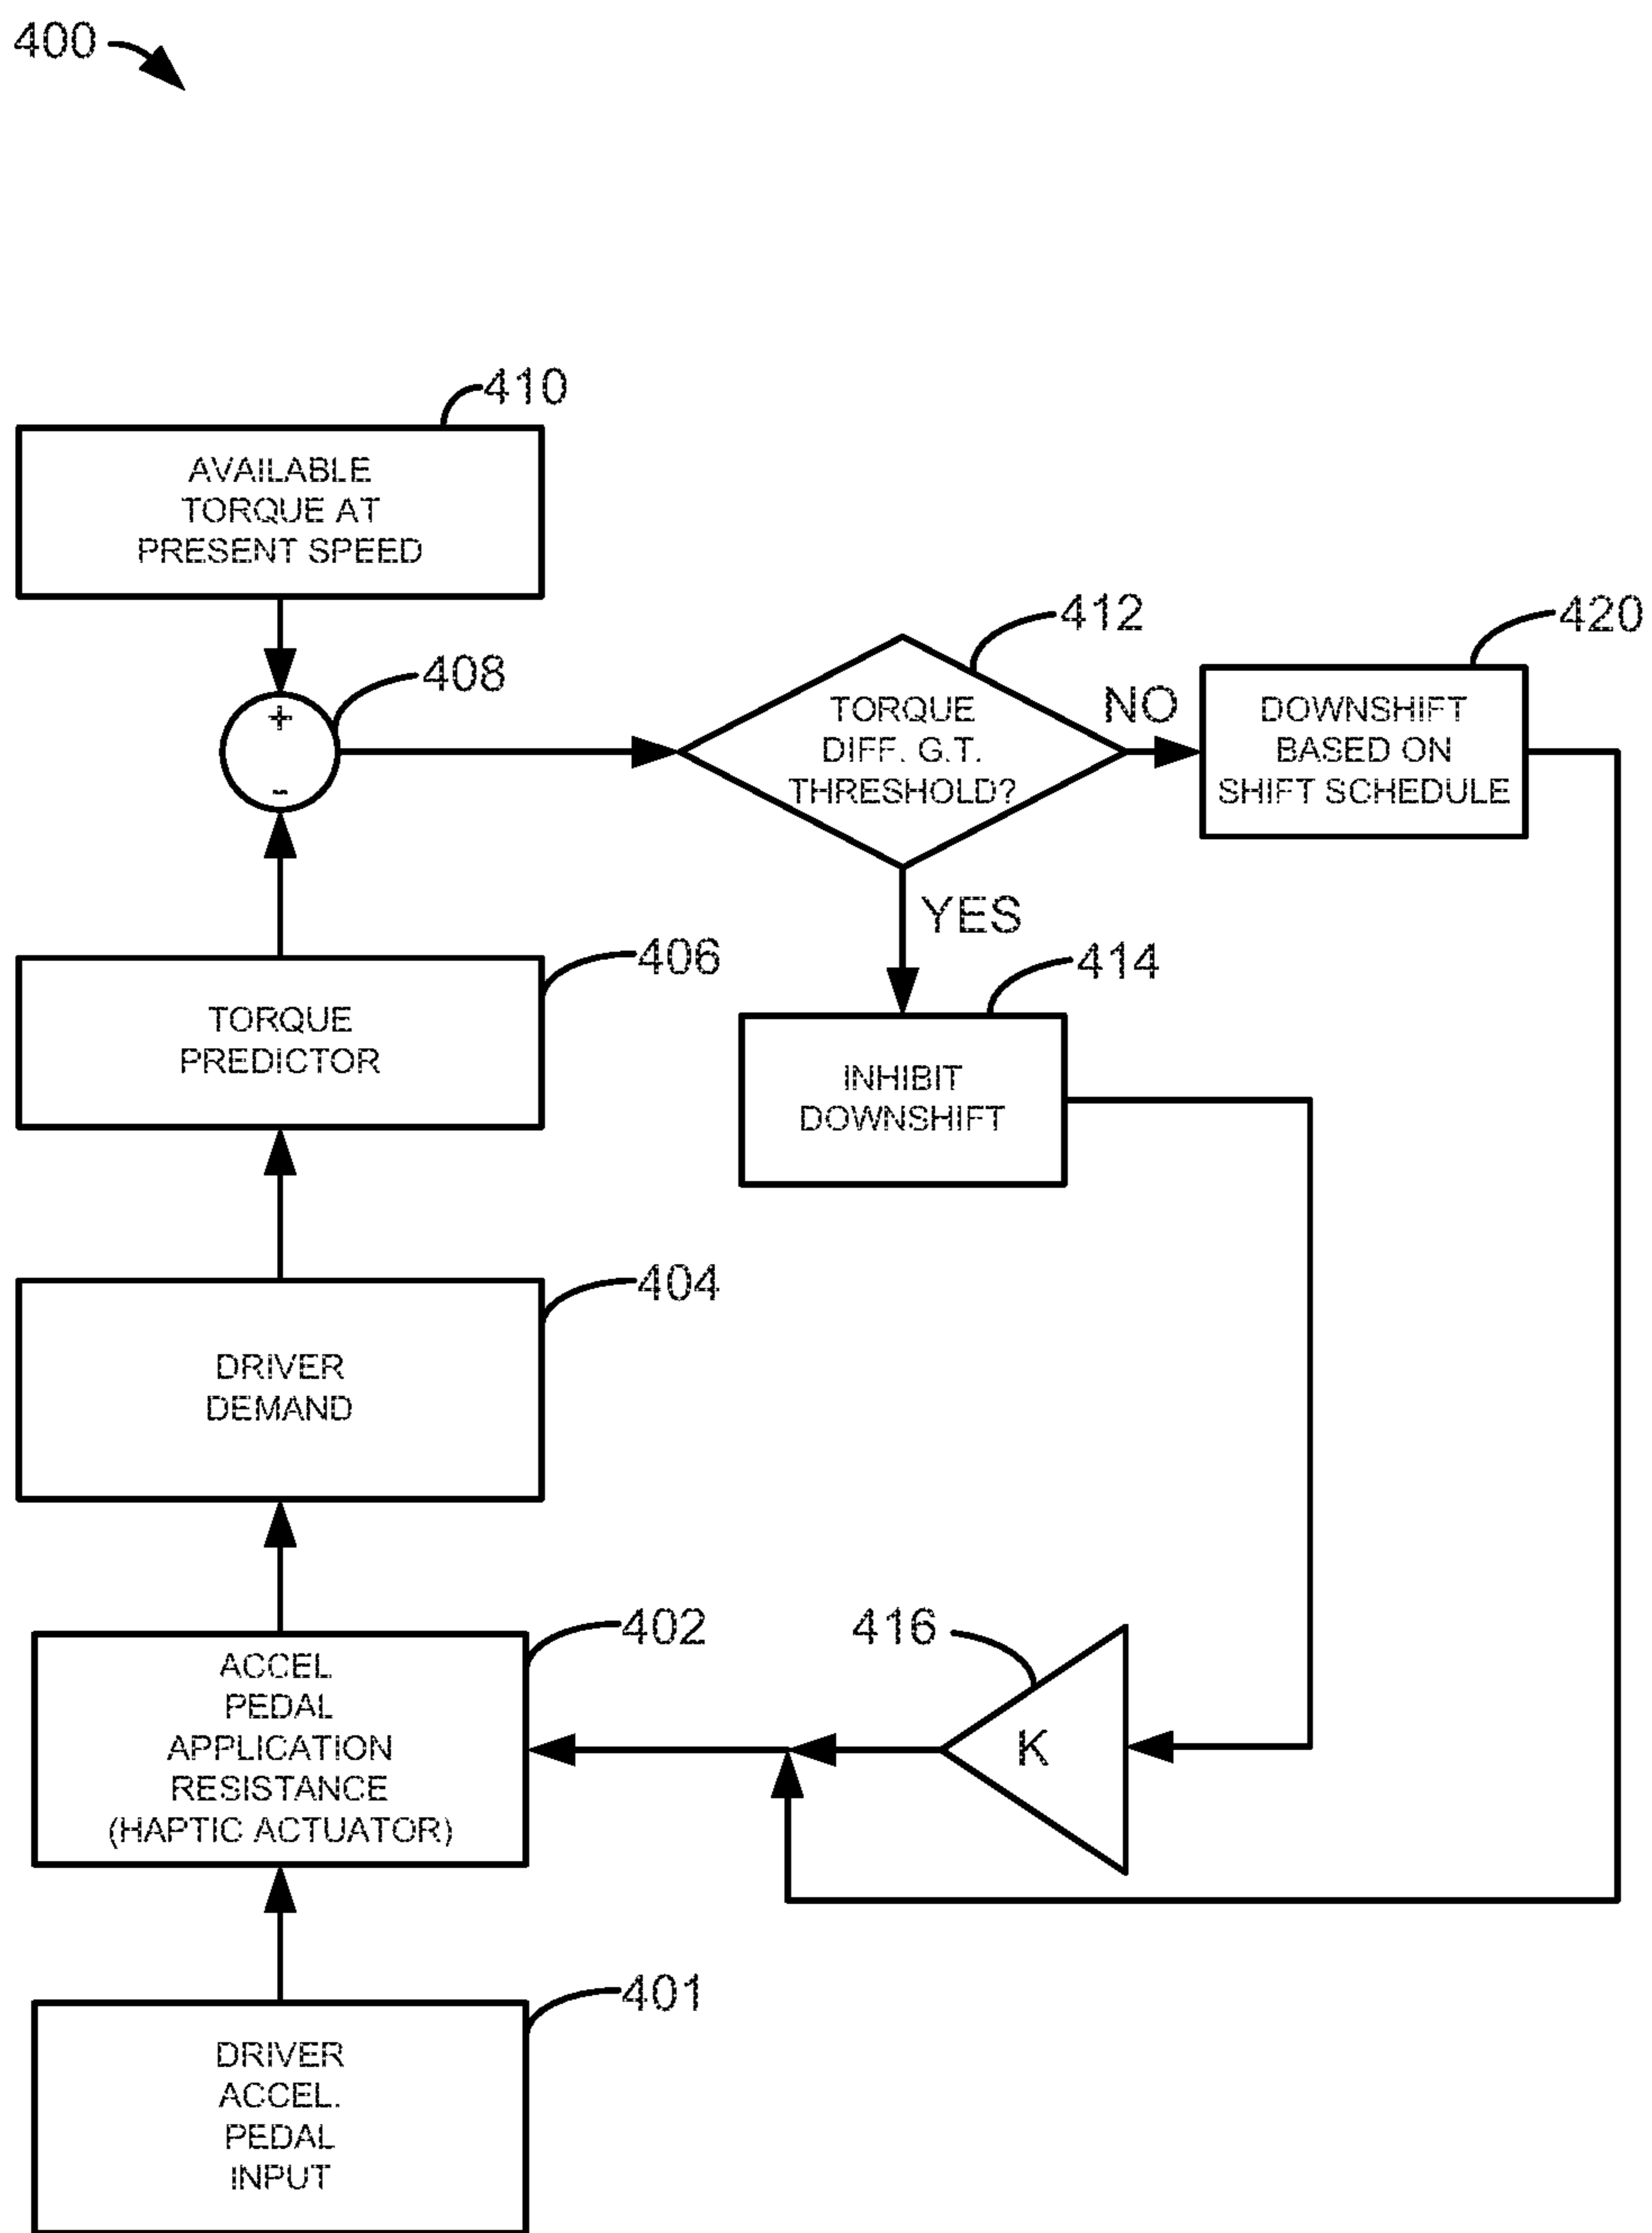 400
410
AVAILABLE
TORQUE AT
PRESENT SPEED
408
+
-
412
TORQUE
DIFF. G.T.
THRESHOLD?
NO
420
DOWNSHIFT
BASED ON
SHIFT SCHEDULE
YES
406
TORQUE
PREDICTOR
414
INHIBIT
DOWNSHIFT
404
DRIVER
DEMAND
402
ACCEL.
PEDAL
APPLICATION
RESISTANCE
(HAPTIC ACTUATOR)
416
K
401
DRIVER
ACCEL.
PEDAL
INPUT